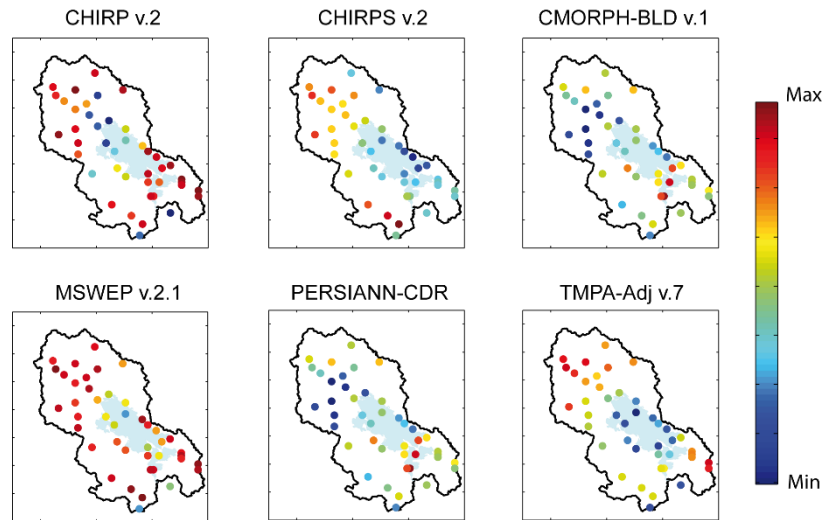 CHIRP v.2
CHIRPS v.2
CMORPH-BLD v.1
Max
MSWEP v.2.1
PERSIANN-CDR
TMPA-Adj v.7
Min